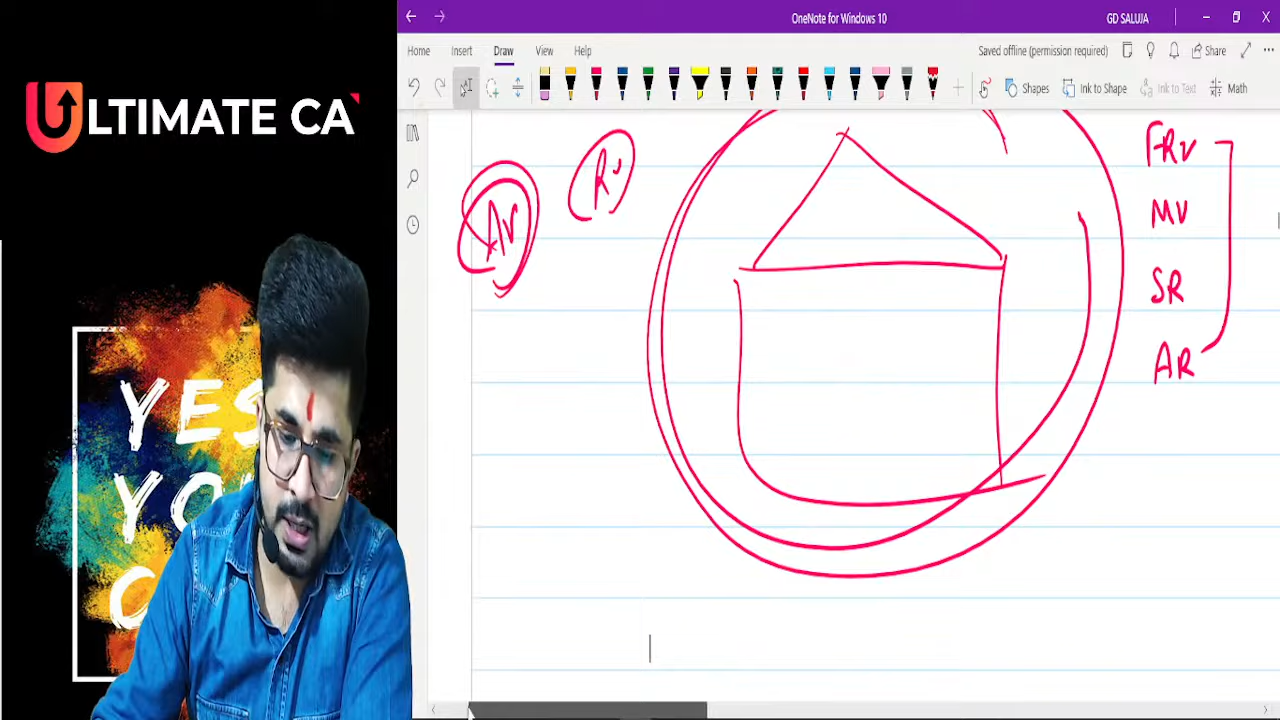 ULTIMATE CA
YES
YO
C
OneNote for Windows 10
GD SALUJA
Home Insert Draw View Help
Saved offline (permission required)
Share
Shapes
Ink to Shape
Ink to Text
Math
AV
R
FRV
MV
SR
AR